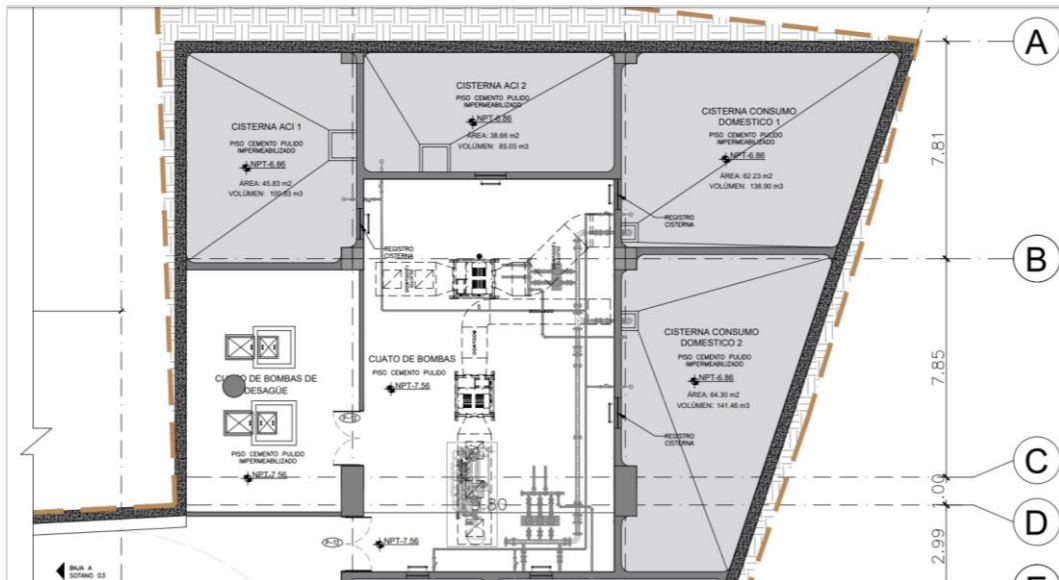 A
CISTERNA ACI 1
PISO CEMENTO PULIDO
IMPERMEABILIZADO
NPT-6.86
ÁREA: 45.83 m2
VOLÚMEN: 100.83 m3
CISTERNA ACI 2
PISO CEMENTO PULIDO
IMPERMEABILIZADO
NPT-6.86
ÁREA: 38.66 m2
VOLÚMEN: 85.05 m3
CISTERNA CONSUMO
DOMESTICO 1
PISO CEMENTO PULIDO
IMPERMEABILIZADO
NPT-6.86
ÁREA: 62.23 m2
VOLÚMEN: 136.90 m3
7.81
REGISTRO
CISTERNA
REGISTRO
CISTERNA
B
CISTERNA CONSUMO
DOMESTICO 2
PISO CEMENTO PULIDO
IMPERMEABILIZADO
NPT-6.86
ÁREA: 64.30 m2
VOLÚMEN: 141.46 m3
7.85
CUATO DE BOMBAS
PISO CEMENTO PULIDO
NPT-7.56
DE BOMBAS DE
DESAGÜE
PISO CEMENTO PULIDO
IMPERMEABILIZADO
NPT-7.56
REGISTRO
CISTERNA
C
1.00
D
.80
NPT-7.56
2.99
BAJA A
SOTANO 03